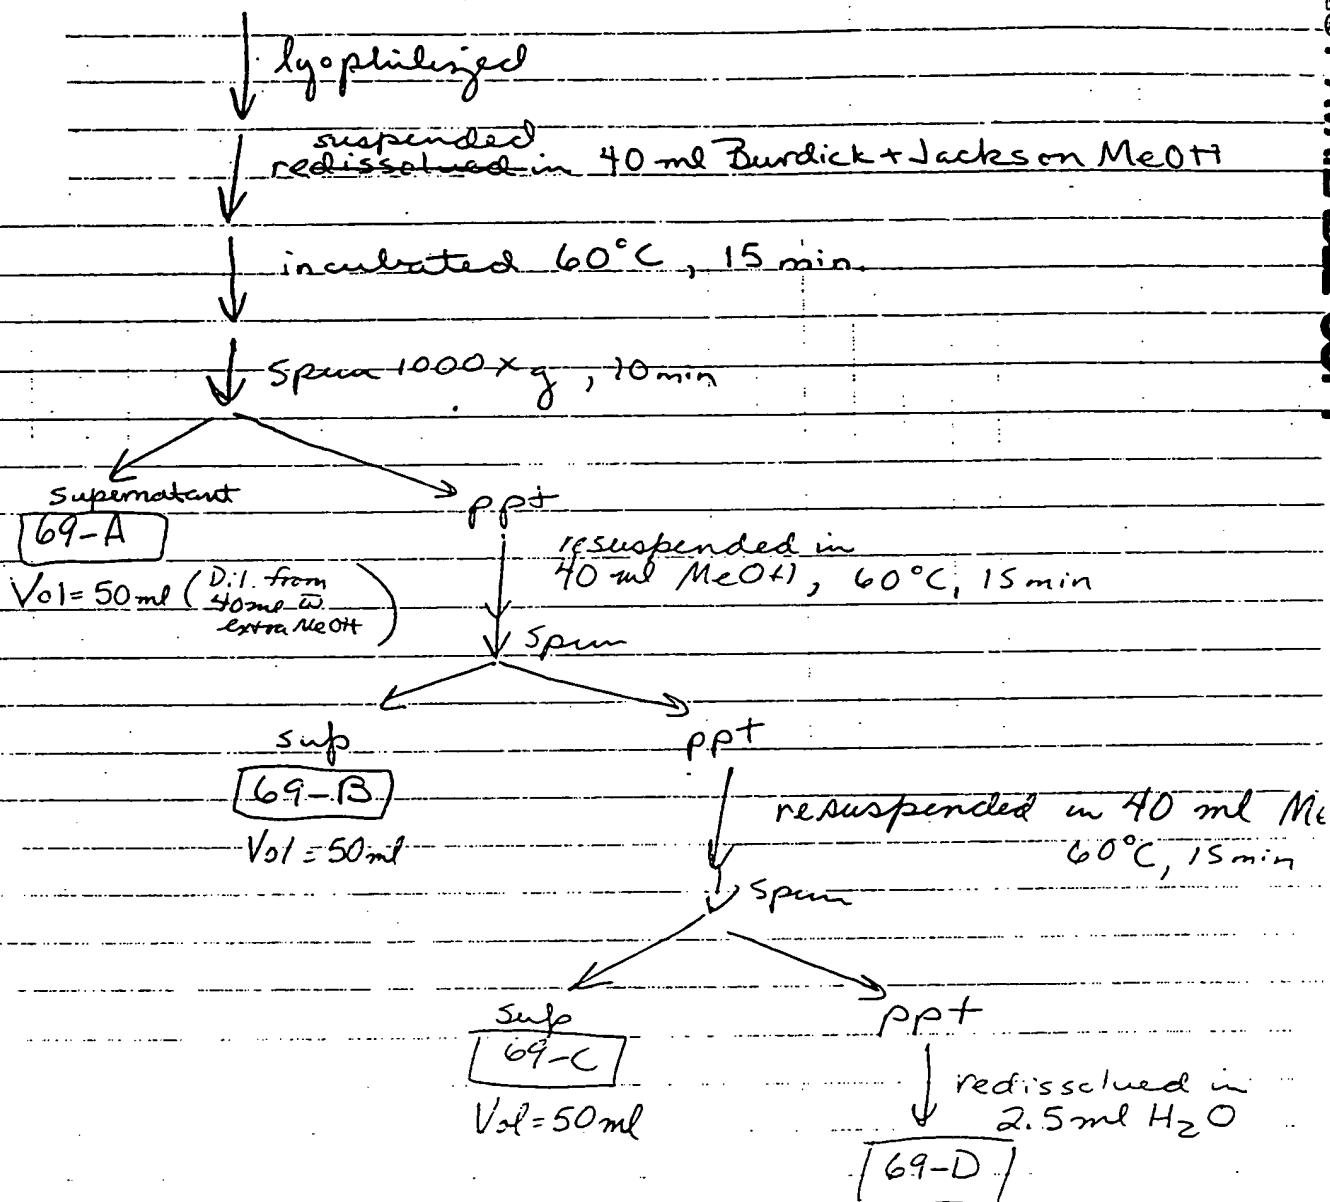 lyophilized
suspended
redissolved in 40 ml Burdick + Jackson MeOH
incubated 60°C, 15 min.
Spun 1000 x g, 10 min
supernatant
ppt
69-A
resuspended in
40 ml MeOH, 60°C, 15 min
Vol = 50 ml (Dil. from
40 ml w̄
extra MeOH)
Spun
sup
ppt
69-B
resuspended in 40 ml Me
Vol = 50 ml
60°C, 15 min
Spun
Sup
ppt
69-C
redissolved in
Vol = 50 ml
2.5 ml H2O
69-D